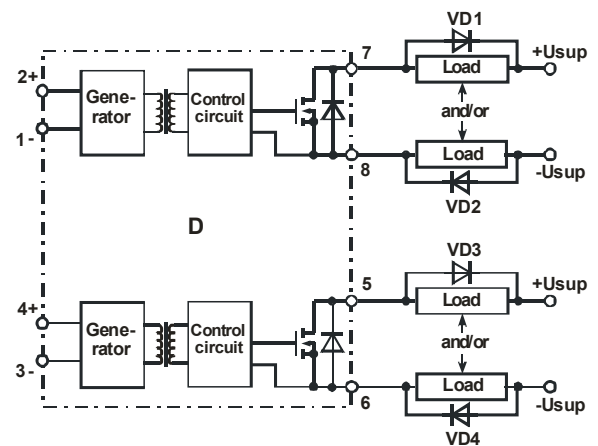 VD1
7
+Usup
2+
Load
Gene-
rator
Control
circuit
and/or
1-
Load
8
-Usup
VD2
D
VD3
5
+Usup
4+
Load
Gene-
rator
Control
circuit
and/or
3-
Load
6
-Usup
VD4